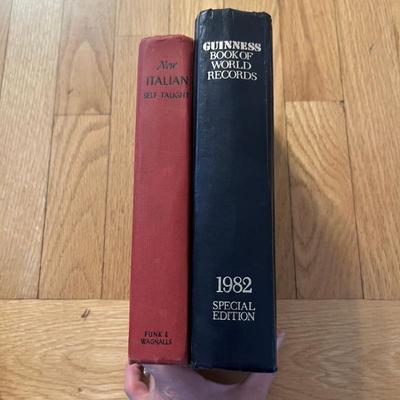 New
ITALIAN
SELF-TAUGHT
FUNK &
WAGNALLS
GUINNESS
BOOK OF
WORLD
RECORDS
1982
SPECIAL
EDITION